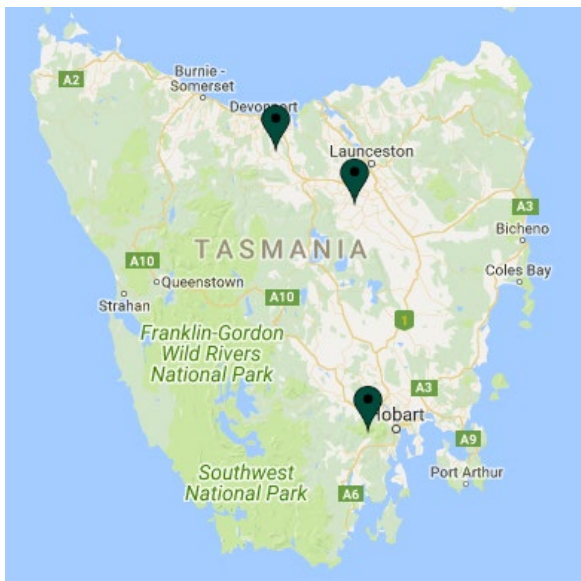 A2
Burnie -
Somerset
Devonport
Launceston
A3
TASMANIA
Bicheno
A10
Queenstown
Coles Bay
Strahan
A10
1
Franklin-Gordon
Wild Rivers
National Park
A3
Hobart
A9
Southwest
National Park
Port Arthur
A6